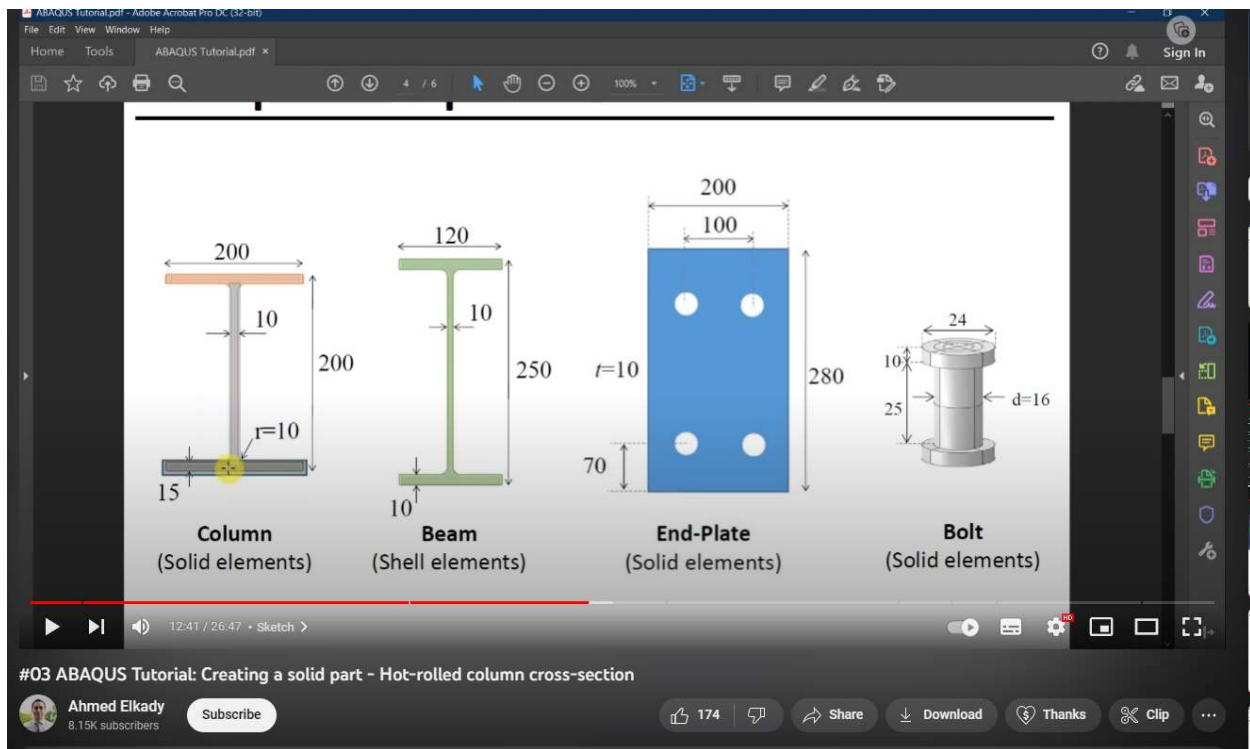 ABAQUS Tutorial.pdf - Adobe Acrobat Pro DC (32-bit)
File Edit View Window Help
Home Tools ABAQUS Tutorial.pdf ×
Sign In
4 / 6 100%
200
100
200
120
10
10
200
250
t=10
280
24
10
25
d=16
r=10
70
15
10
Column
(Solid elements)
Beam
(Shell elements)
End-Plate
(Solid elements)
Bolt
(Solid elements)
12:41 / 26:47 • Sketch >
HD
#03 ABAQUS Tutorial: Creating a solid part - Hot-rolled column cross-section
Ahmed Elkady
8.15K subscribers
Subscribe
174
Share
Download
Thanks
Clip